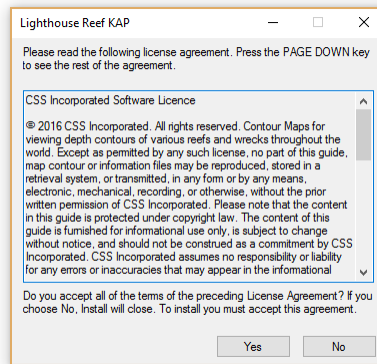 Lighthouse Reef KAP
Please read the following license agreement. Press the PAGE DOWN key
to see the rest of the agreement.
CSS Incorporated Software Licence
© 2016 CSS Incorporated. All rights reserved. Contour Maps for
viewing depth contours of various reefs and wrecks throughout the
world. Except as permitted by any such license, no part of this guide,
map contour or information files may be reproduced, stored in a
retrieval system, or transmitted, in any form or by any means,
electronic, mechanical, recording, or otherwise, without the prior
written permission of CSS Incorporated. Please note that the content
in this guide is protected under copyright law. The content of this
guide is furnished for informational use only, is subject to change
without notice, and should not be construed as a commitment by CSS
Incorporated. CSS Incorporated assumes no responsibility or liability
for any errors or inaccuracies that may appear in the informational
Do you accept all of the terms of the preceding License Agreement? If you
choose No, Install will close. To install you must accept this agreement.
Yes
No